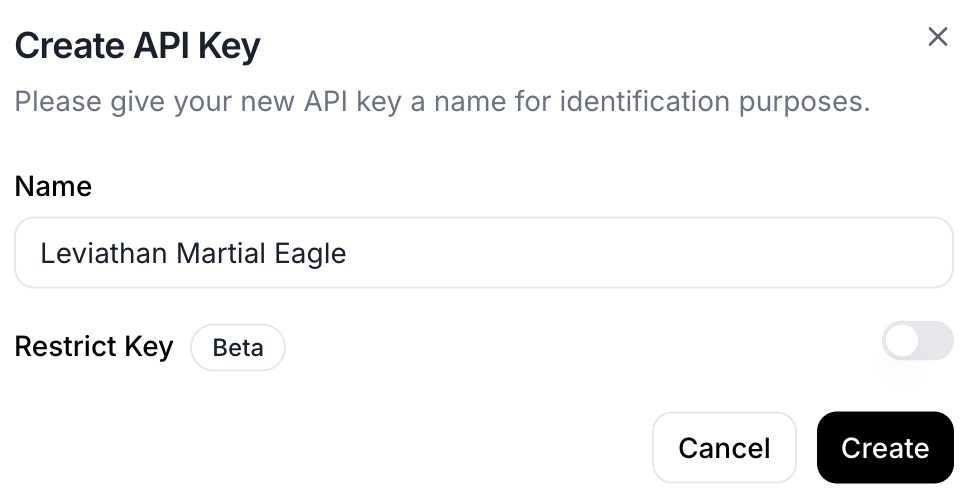 Create API Key
Please give your new API key a name for identification purposes.
Name
Leviathan Martial Eagle
Restrict Key Beta
Cancel Create